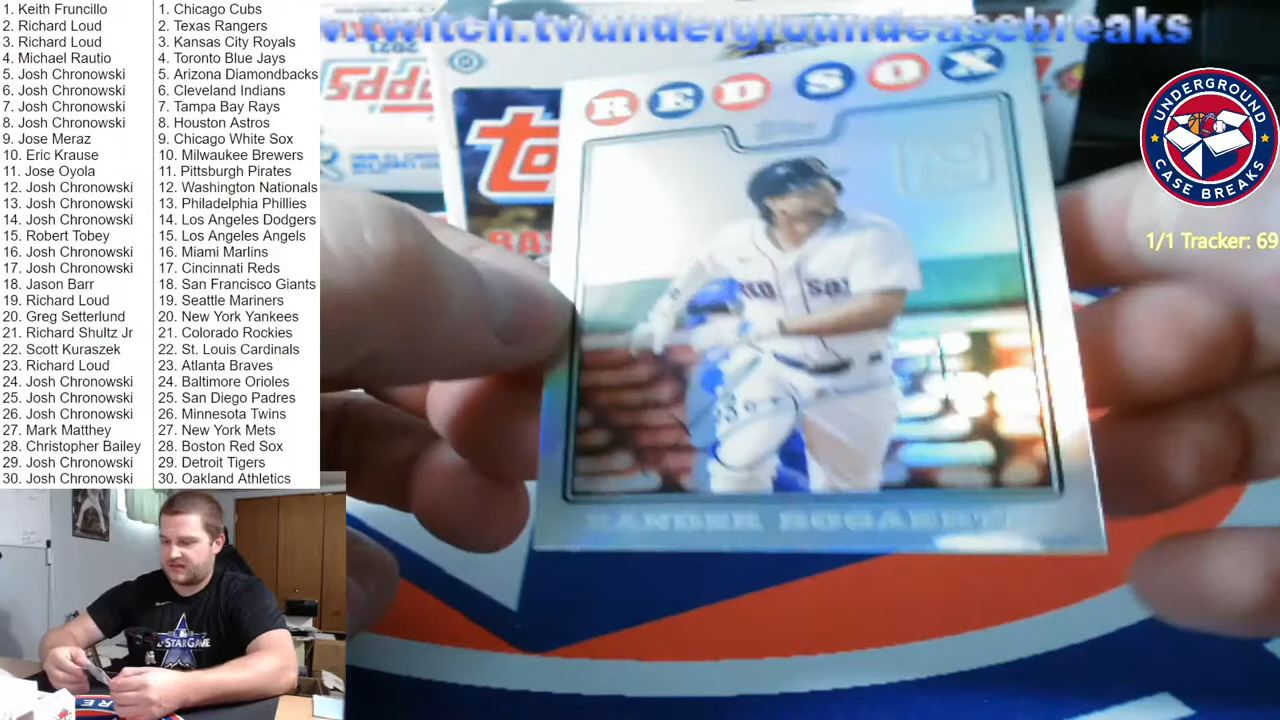 1. Keith Fruncillo
2. Richard Loud
3. Richard Loud
4. Michael Rautio
5. Josh Chronowski
6. Josh Chronowski
7. Josh Chronowski
8. Josh Chronowski
9. Jose Meraz
10. Eric Krause
11. Jose Oyola
12. Josh Chronowski
13. Josh Chronowski
14. Josh Chronowski
15. Robert Tobey
16. Josh Chronowski
17. Josh Chronowski
18. Jason Barr
19. Richard Loud
20. Greg Setterlund
21. Richard Shultz Jr
22. Scott Kuraszek
23. Richard Loud
24. Josh Chronowski
25. Josh Chronowski
26. Josh Chronowski
27. Mark Matthey
28. Christopher Bailey
29. Josh Chronowski
30. Josh Chronowski
1. Chicago Cubs
2. Texas Rangers
3. Kansas City Royals
4. Toronto Blue Jays
5. Arizona Diamondbacks
6. Cleveland Indians
7. Tampa Bay Rays
8. Houston Astros
9. Chicago White Sox
10. Milwaukee Brewers
11. Pittsburgh Pirates
12. Washington Nationals
13. Philadelphia Phillies
14. Los Angeles Dodgers
15. Los Angeles Angels
16. Miami Marlins
17. Cincinnati Reds
18. San Francisco Giants
19. Seattle Mariners
20. New York Yankees
21. Colorado Rockies
22. St. Louis Cardinals
23. Atlanta Braves
24. Baltimore Orioles
25. San Diego Padres
26. Minnesota Twins
27. New York Mets
28. Boston Red Sox
29. Detroit Tigers
30. Oakland Athletics
.twitch.tv/undergroundcasebreaks
2021
RED SOX
RED SOX
XANDER BOGAERTS
UNDERGROUND
CASE BREAKS
1/1 Tracker: 69